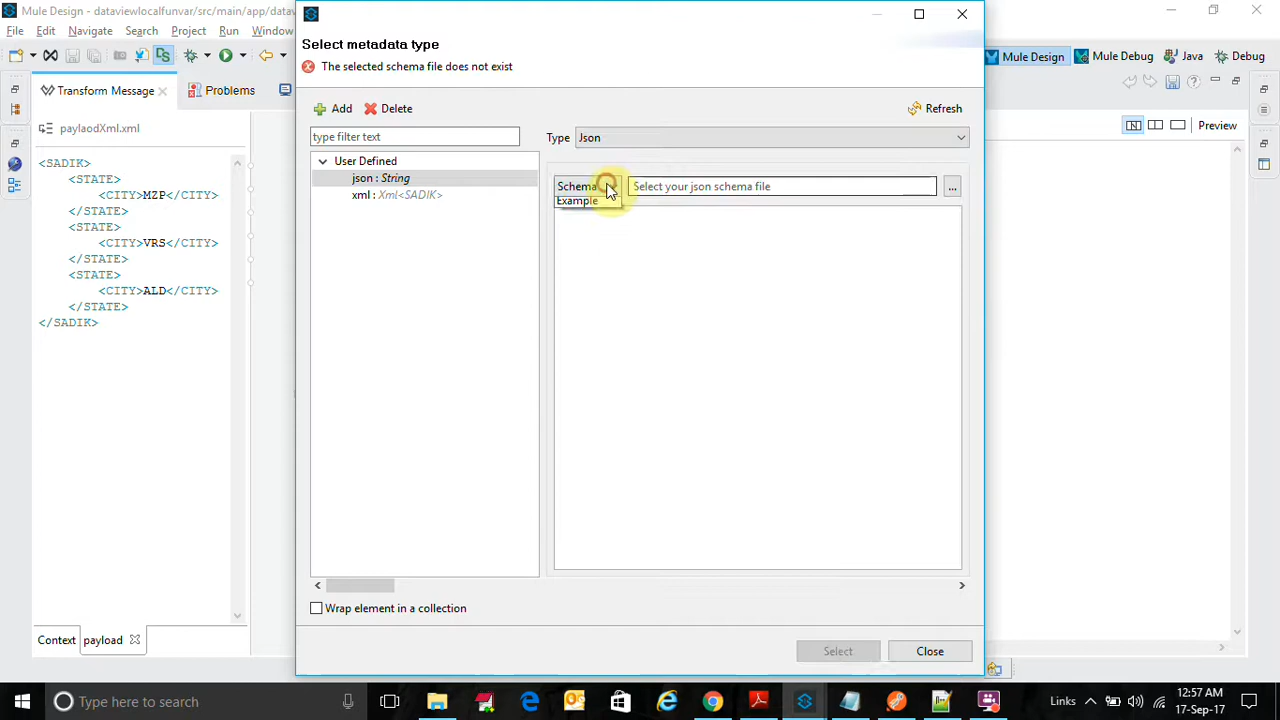 Mule Design - dataviewlocalfunvar/src/main/app/datav
File Edit Navigate Search Project Run Window
Mule Design Mule Debug Java Debug
Transform Message Problems
paylaodXml.xml
Preview
<SADIK>
<STATE>
<CITY>MZP</CITY>
</STATE>
<STATE>
<CITY>VRS</CITY>
</STATE>
<STATE>
<CITY>ALD</CITY>
</STATE>
</SADIK>
Context payload
Select metadata type
The selected schema file does not exist
Add Delete Refresh
type filter text
Type Json
User Defined
json : String
xml : Xml<SADIK>
Schema Select your json schema file ...
Example
Wrap element in a collection
Select Close
Type here to search
Links
12:57 AM
17-Sep-17